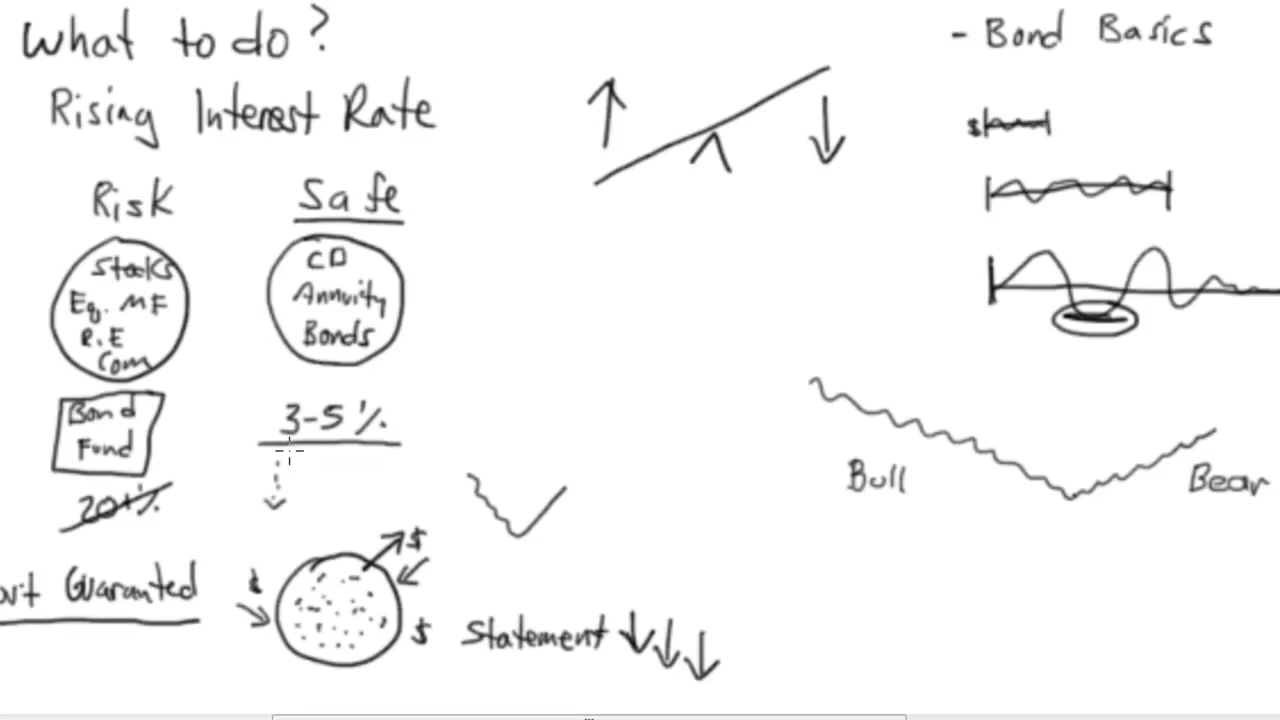 What to do?
Rising Interest Rate
Risk
Stocks
Eq. MF
R.E
Com
Bond
Fund
20+%
Guaranted
Safe
CD
Annuity
Bonds
3-5%
$
$
$
Statement
- Bond Basics
$
Bull
Bear